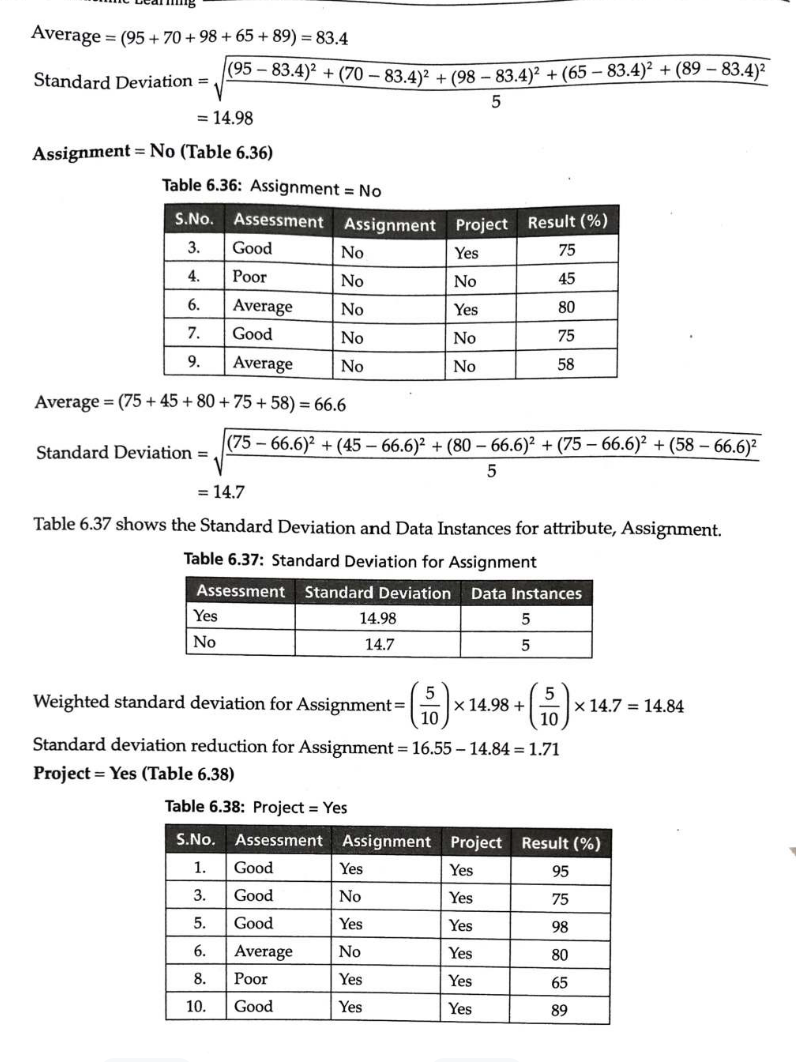 Learning
Average = (95 + 70 + 98 + 65 + 89) = 83.4
Standard Deviation = √((95 – 83.4)² + (70 – 83.4)² + (98 – 83.4)² + (65 – 83.4)² + (89 – 83.4)² / 5)
= 14.98
Assignment = No (Table 6.36)
Table 6.36: Assignment = No
S.No. Assessment Assignment Project Result (%)
3. Good No Yes 75
4. Poor No No 45
6. Average No Yes 80
7. Good No No 75
9. Average No No 58
Average = (75 + 45 + 80 + 75 + 58) = 66.6
Standard Deviation = √((75 – 66.6)² + (45 – 66.6)² + (80 – 66.6)² + (75 – 66.6)² + (58 – 66.6)² / 5)
= 14.7
Table 6.37 shows the Standard Deviation and Data Instances for attribute, Assignment.
Table 6.37: Standard Deviation for Assignment
Assessment Standard Deviation Data Instances
Yes 14.98 5
No 14.7 5
Weighted standard deviation for Assignment = (5/10) × 14.98 + (5/10) × 14.7 = 14.84
Standard deviation reduction for Assignment = 16.55 – 14.84 = 1.71
Project = Yes (Table 6.38)
Table 6.38: Project = Yes
S.No. Assessment Assignment Project Result (%)
1. Good Yes Yes 95
3. Good No Yes 75
5. Good Yes Yes 98
6. Average No Yes 80
8. Poor Yes Yes 65
10. Good Yes Yes 89